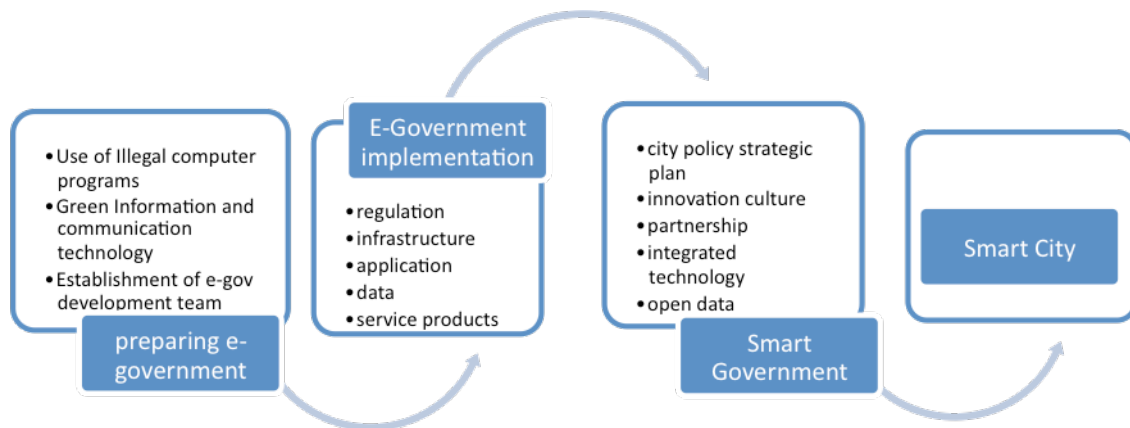 •Use of Illegal computer
programs
•Green Information and
communication
technology
•Establishment of e-gov
development team
preparing e-
government
E-Government
implementation
•regulation
•infrastructure
•application
•data
•service products
•city policy strategic
plan
•innovation culture
•partnership
•integrated
technology
•open data
Smart
Government
Smart City